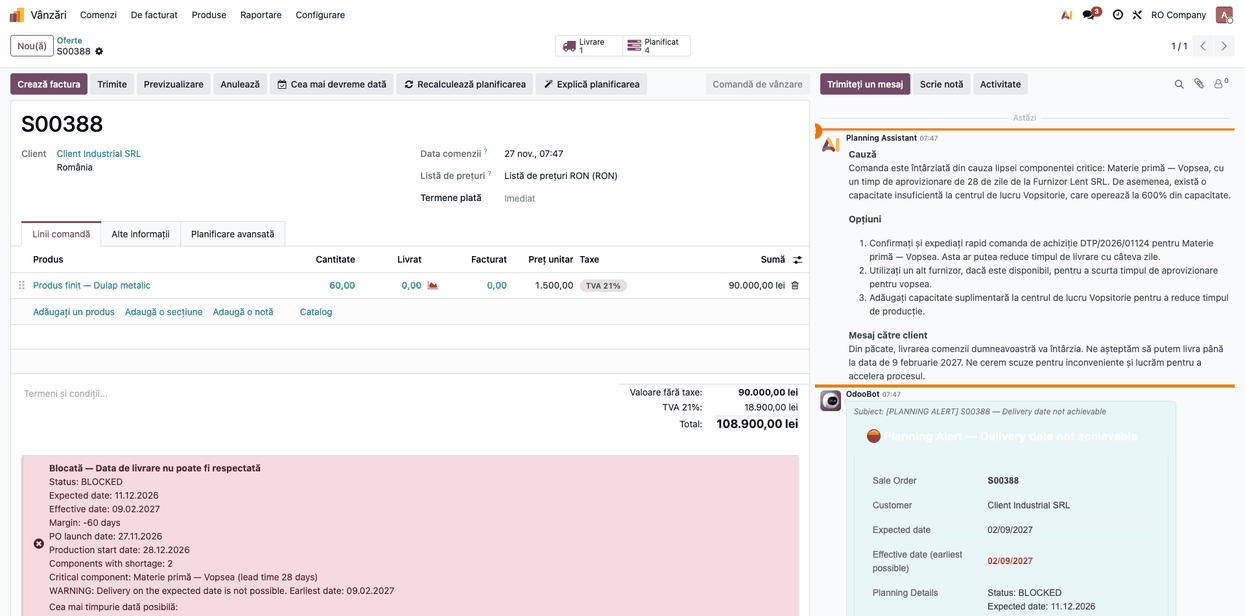 Vânzări Comenzi De facturat Produse Raportare Configurare
3 RO Company A
Nou(ă) Oferte
S00388
Livrare 1
Planificat 4
1 / 1
Crează factura Trimite Previzualizare Anulează Cea mai devreme dată Recalculează planificarea Explică planificarea Comandă de vânzare
Trimiteți un mesaj Scrie notă Activitate 0
S00388
Client Client Industrial SRL
România
Data comenzii ? 27 nov., 07:47
Listă de prețuri ? Listă de prețuri RON (RON)
Termene plată Imediat
Linii comandă Alte informații Planificare avansată
Produs Cantitate Livrat Facturat Preț unitar Taxe Sumă
Produs finit — Dulap metalic 60,00 0,00 0,00 1.500,00 TVA 21% 90.000,00 lei
Adăugați un produs Adaugă o secțiune Adaugă o notă Catalog
Termeni și condiții...
Valoare fără taxe: 90.000,00 lei
TVA 21%: 18.900,00 lei
Total: 108.900,00 lei
Blocată — Data de livrare nu poate fi respectată
Status: BLOCKED
Expected date: 11.12.2026
Effective date: 09.02.2027
Margin: -60 days
PO launch date: 27.11.2026
Production start date: 28.12.2026
Components with shortage: 2
Critical component: Materie primă — Vopsea (lead time 28 days)
WARNING: Delivery on the expected date is not possible. Earliest date: 09.02.2027
Cea mai timpurie dată posibilă:
Astăzi
AI Planning Assistant 07:47
Cauză
Comanda este întârziată din cauza lipsei componentei critice: Materie primă — Vopsea, cu
un timp de aprovizionare de 28 de zile de la Furnizor Lent SRL. De asemenea, există o
capacitate insuficientă la centrul de lucru Vopsitorie, care operează la 600% din capacitate.
Opțiuni
1. Confirmați și expediați rapid comanda de achiziție DTP/2026/01124 pentru Materie
primă — Vopsea. Asta ar putea reduce timpul de livrare cu câteva zile.
2. Utilizați un alt furnizor, dacă este disponibil, pentru a scurta timpul de aprovizionare
pentru vopsea.
3. Adăugați capacitate suplimentară la centrul de lucru Vopsitorie pentru a reduce timpul
de producție.
Mesaj către client
Din păcate, livrarea comenzii dumneavoastră va întârzia. Ne așteptăm să putem livra până
la data de 9 februarie 2027. Ne cerem scuze pentru inconveniente și lucrăm pentru a
accelera procesul.
OdooBot 07:47
Subiect: [PLANNING ALERT] S00388 — Delivery date not achievable
Planning Alert — Delivery date not achievable
Sale Order S00388
Customer Client Industrial SRL
Expected date 02/09/2027
Effective date (earliest possible) 02/09/2027
Planning Details Status: BLOCKED
Expected date: 11.12.2026